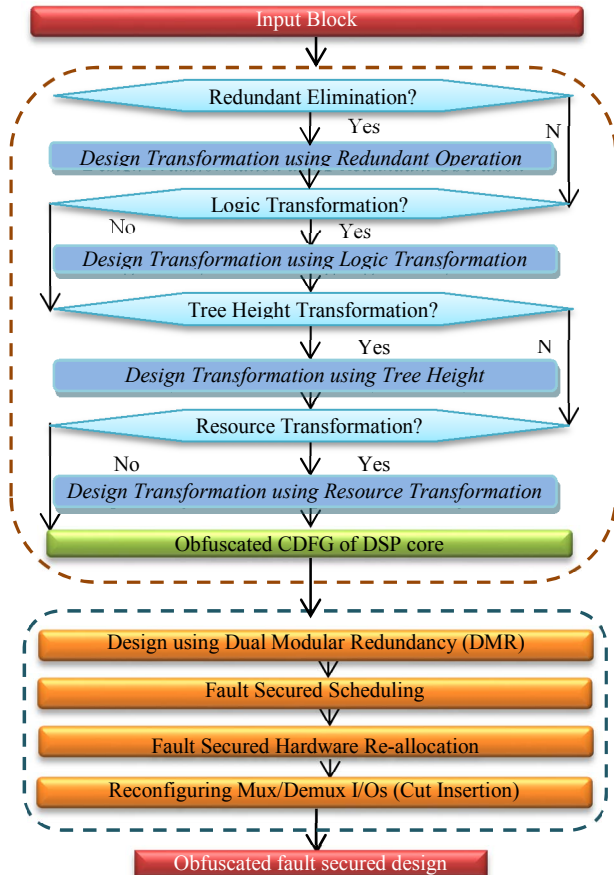 Input Block
Redundant Elimination?
Yes
N
Design Transformation using Redundant Operation
Logic Transformation?
No
Yes
Design Transformation using Logic Transformation
Tree Height Transformation?
Yes
N
Design Transformation using Tree Height
Resource Transformation?
No
Yes
Design Transformation using Resource Transformation
Obfuscated CDFG of DSP core
Design using Dual Modular Redundancy (DMR)
Fault Secured Scheduling
Fault Secured Hardware Re-allocation
Reconfiguring Mux/Demux I/Os (Cut Insertion)
Obfuscated fault secured design